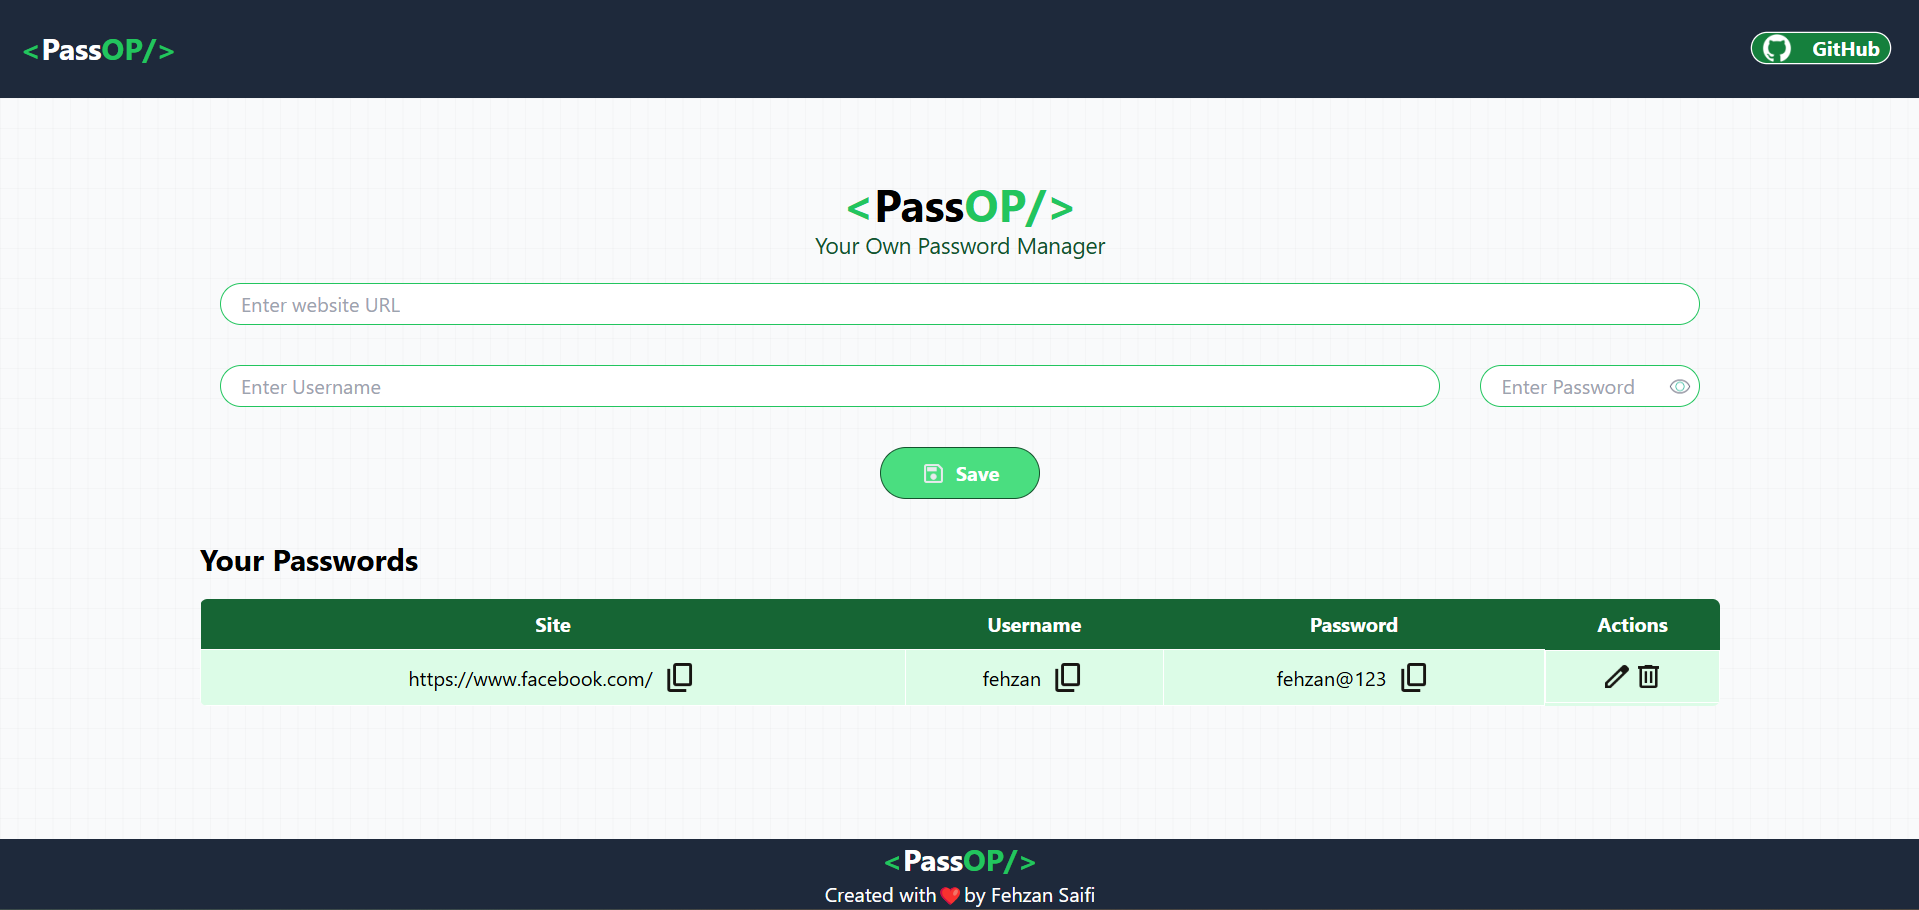 <PassOP/>
GitHub
<PassOP/>
Your Own Password Manager
Enter website URL
Enter Username
Enter Password
Save
Your Passwords
Site Username Password Actions
https://www.facebook.com/ fehzan fehzan@123
<PassOP/>
Created with❤️by Fehzan Saifi